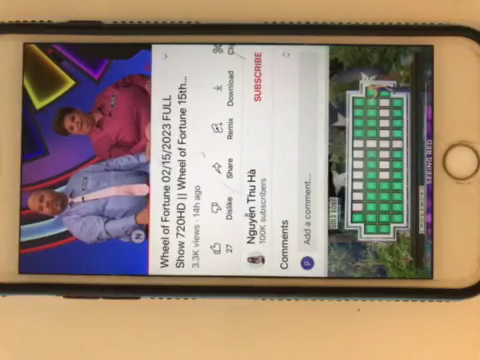 Wheel of Fortune 02/15/2023 FULL
Show 720HD || Wheel of Fortune 15th...
3.3K views · 14h ago
27
Dislike
Share
Remix
Download
Nguyễn Thu Hà
100K subscribers
SUBSCRIBE
Comments
Add a comment...
SEEING RED
N